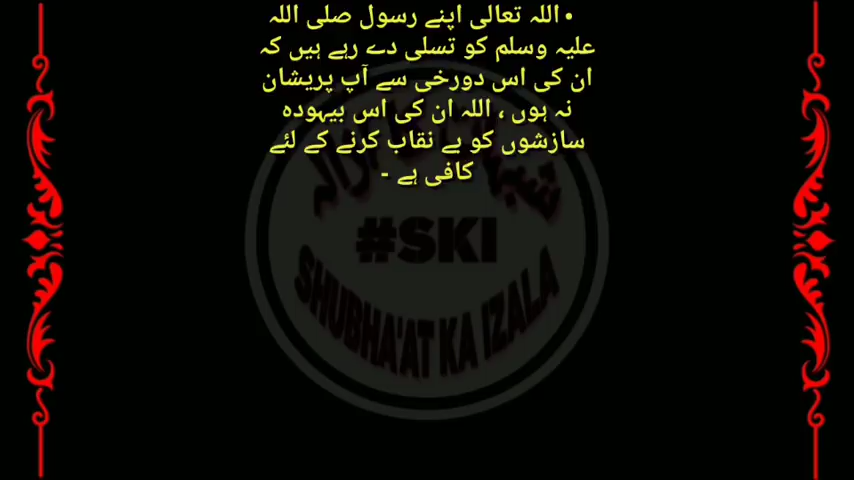 • اللہ تعالی اپنے رسول صلی اللہ
علیہ وسلم کو تسلی دے رہے ہیں کہ
ان کی اس دورخی سے آپ پریشان
نہ ہوں ، اللہ ان کی اس بیہودہ
سازشوں کو بے نقاب کرنے کے لئے
کافی ہے ۔
#SKI
SHUBHA'AT KA IZALA